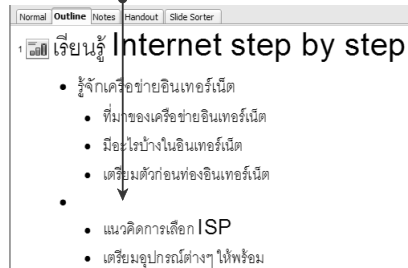 Normal Outline Notes Handout Slide Sorter
1 เรียนรู้ Internet step by step
• รู้จักเครือข่ายอินเทอร์เน็ต
• ที่มาของเครือข่ายอินเทอร์เน็ต
• มีอะไรบ้างในอินเทอร์เน็ต
• เตรียมตัวก่อนท่องอินเทอร์เน็ต
•
• แนวคิดการเลือก ISP
• เตรียมอุปกรณ์ต่างๆ ให้พร้อม